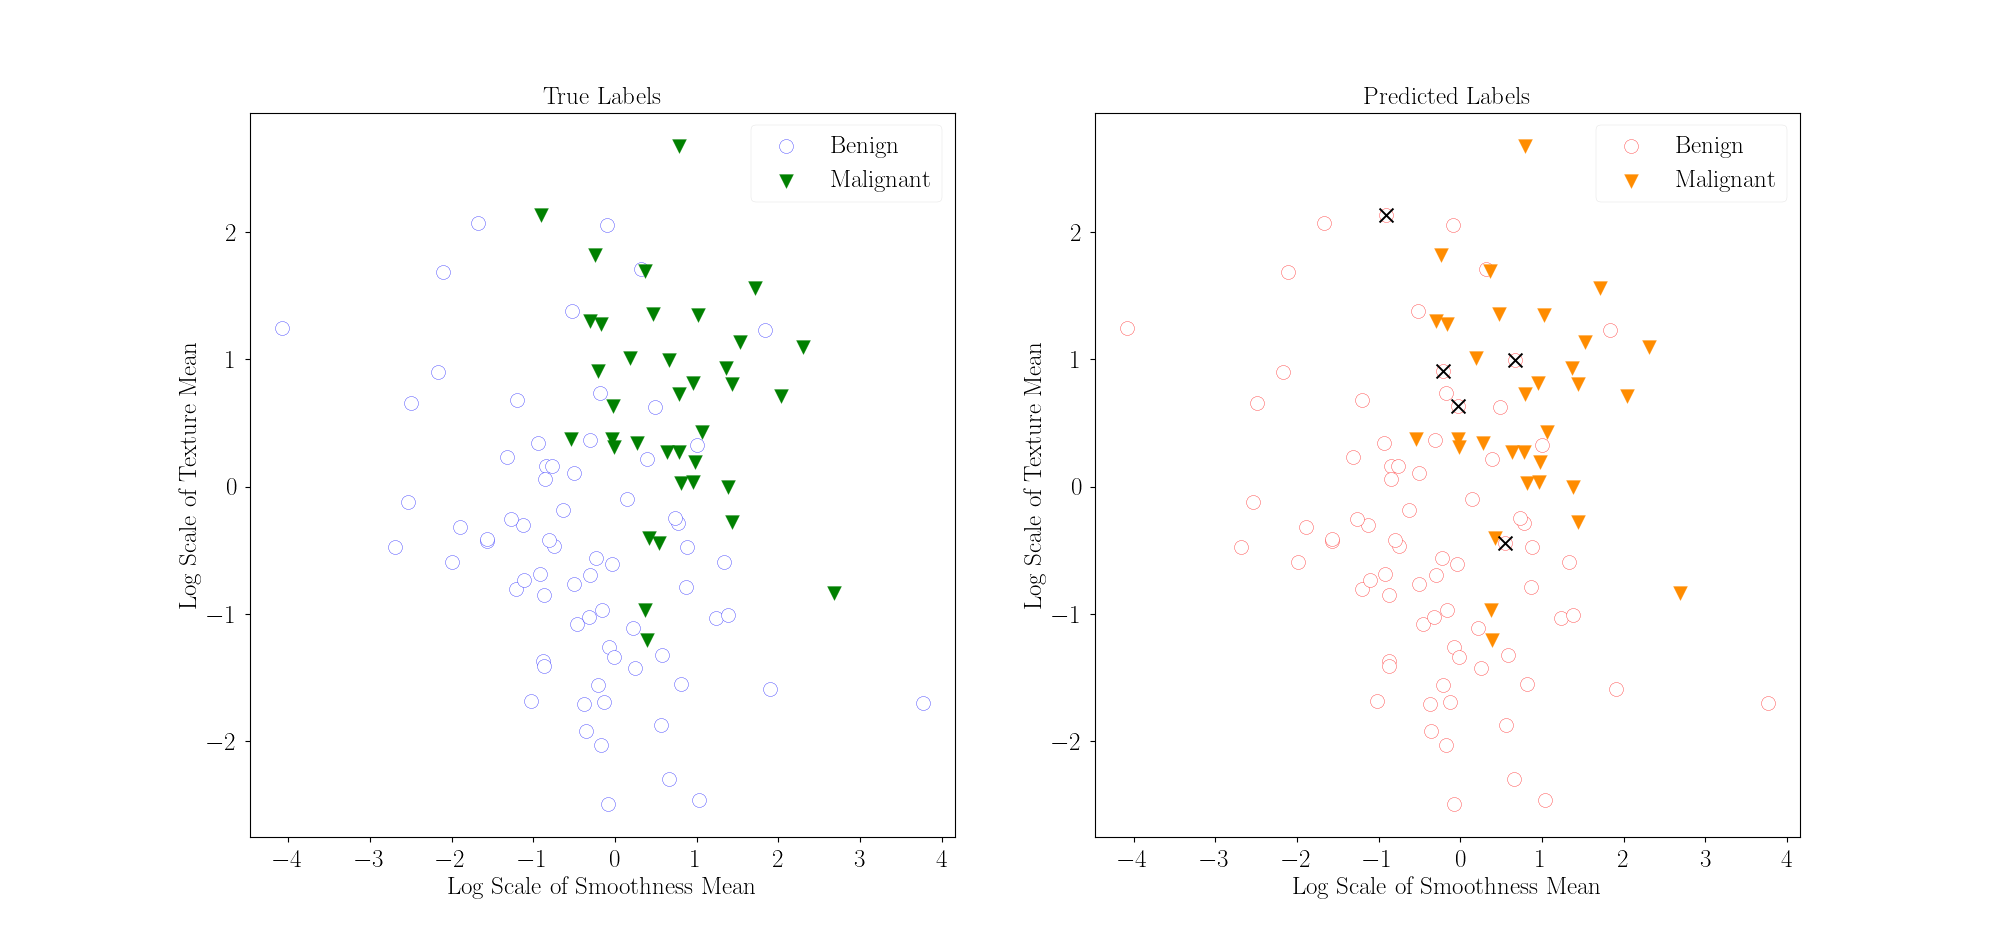 True Labels
Benign
Malignant
2
1
0
−1
−2
Log Scale of Texture Mean
−4 −3 −2 −1 0 1 2 3 4
Log Scale of Smoothness Mean
Predicted Labels
Benign
Malignant
2
1
0
−1
−2
Log Scale of Texture Mean
−4 −3 −2 −1 0 1 2 3 4
Log Scale of Smoothness Mean